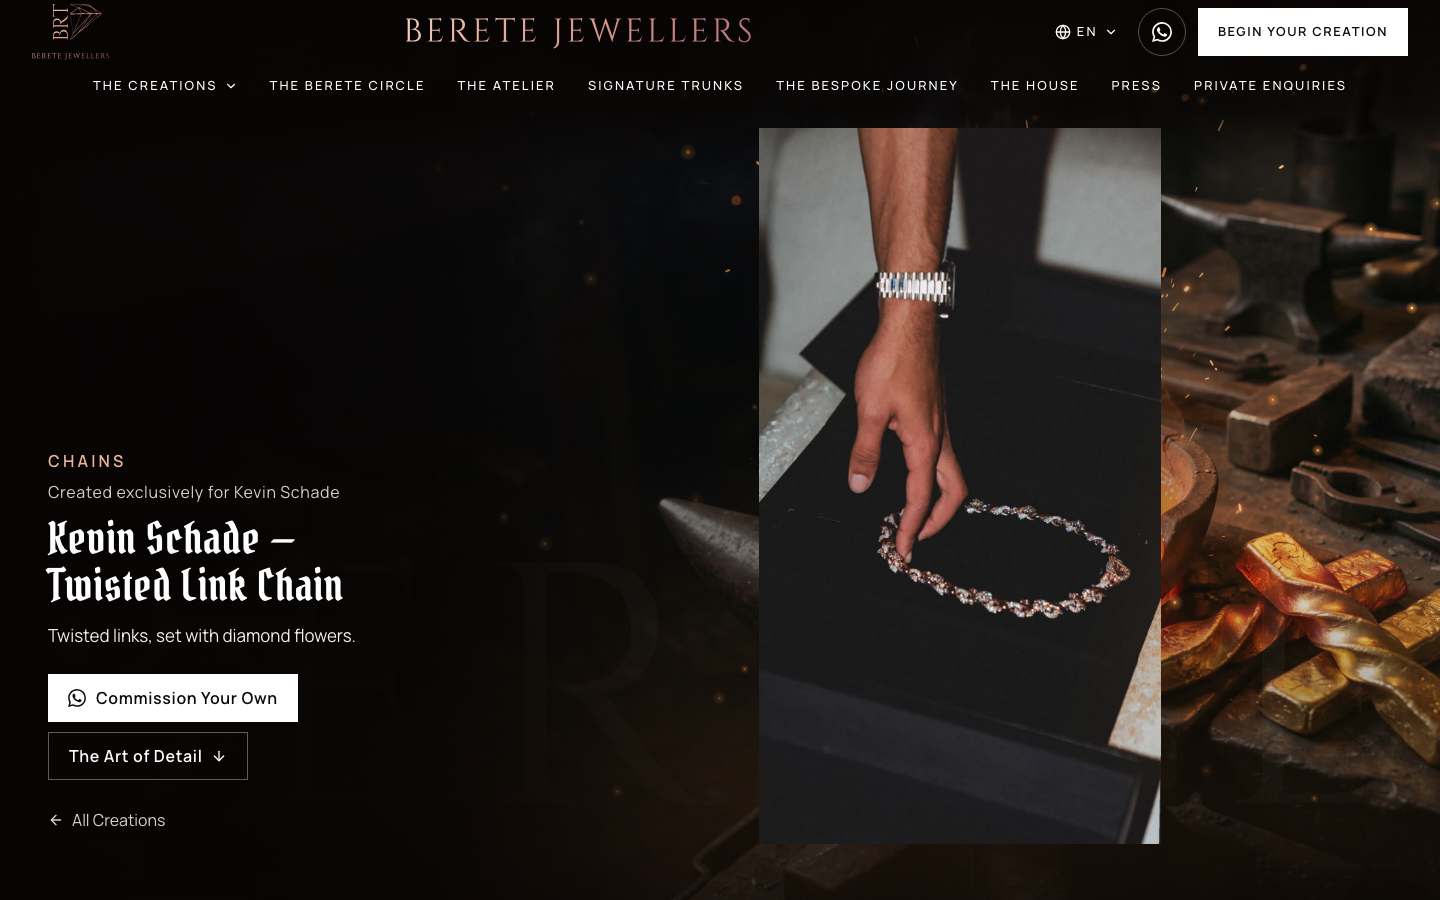 BRT
BERETE JEWELLERS
BERETE JEWELLERS
EN
BEGIN YOUR CREATION
THE CREATIONS
THE BERETE CIRCLE
THE ATELIER
SIGNATURE TRUNKS
THE BESPOKE JOURNEY
THE HOUSE
PRESS
PRIVATE ENQUIRIES
CHAINS
Created exclusively for Kevin Schade
Kevin Schade –
Twisted Link Chain
Twisted links, set with diamond flowers.
Commission Your Own
The Art of Detail
All Creations